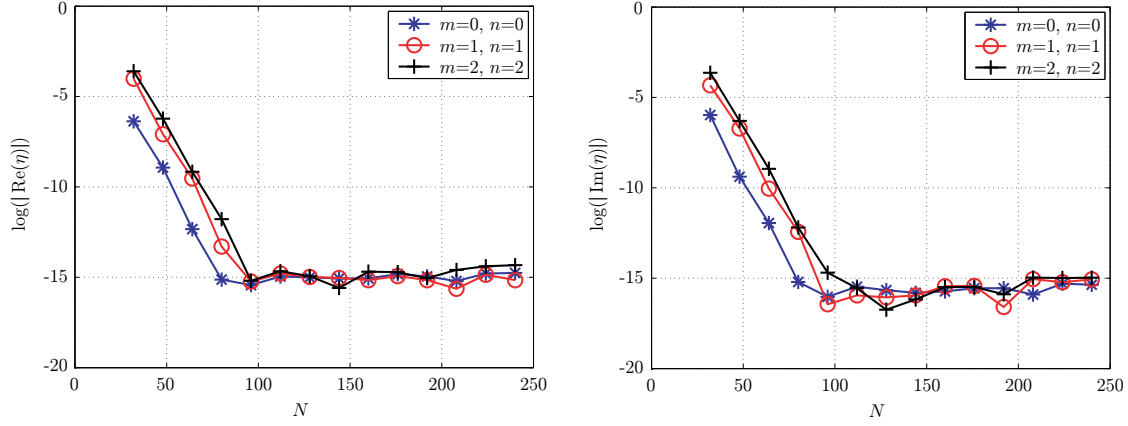 0
-5
-10
-15
-20
log(| Re(η)|)
m=0, n=0
m=1, n=1
m=2, n=2
0 50 100 150 200 250
N
0
-5
-10
-15
-20
log(| Im(η)|)
m=0, n=0
m=1, n=1
m=2, n=2
0 50 100 150 200 250
N